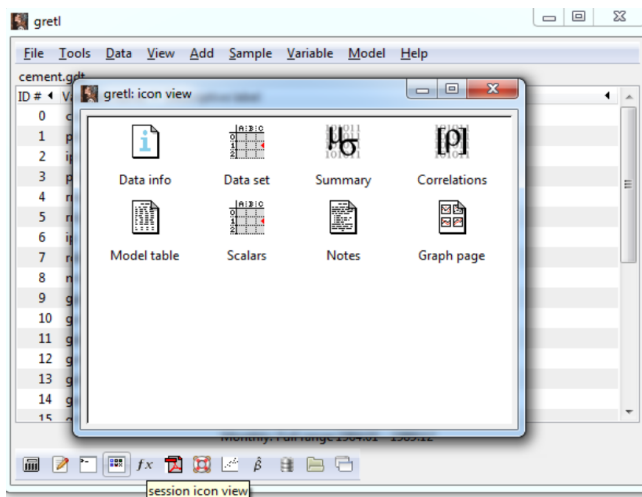 gretl
File Tools Data View Add Sample Variable Model Help
cement.gdt
ID #
gretl: icon view
0
1
2
3
4
5
6
7
8
9
10
11
12
13
14
15
Data info Data set Summary Correlations
Model table Scalars Notes Graph page
fx β̂
session icon view